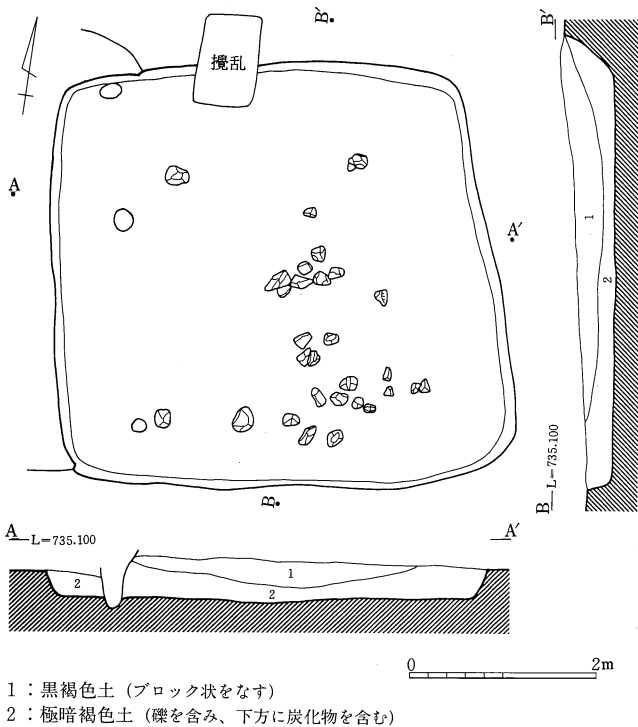 B′
攪乱
A
A′
B
B′
1
2
B L=735.100
A L=735.100 A′
1
2
2
0 2m
1：黒褐色土（ブロック状をなす）
2：極暗褐色土（礫を含み、下方に炭化物を含む）